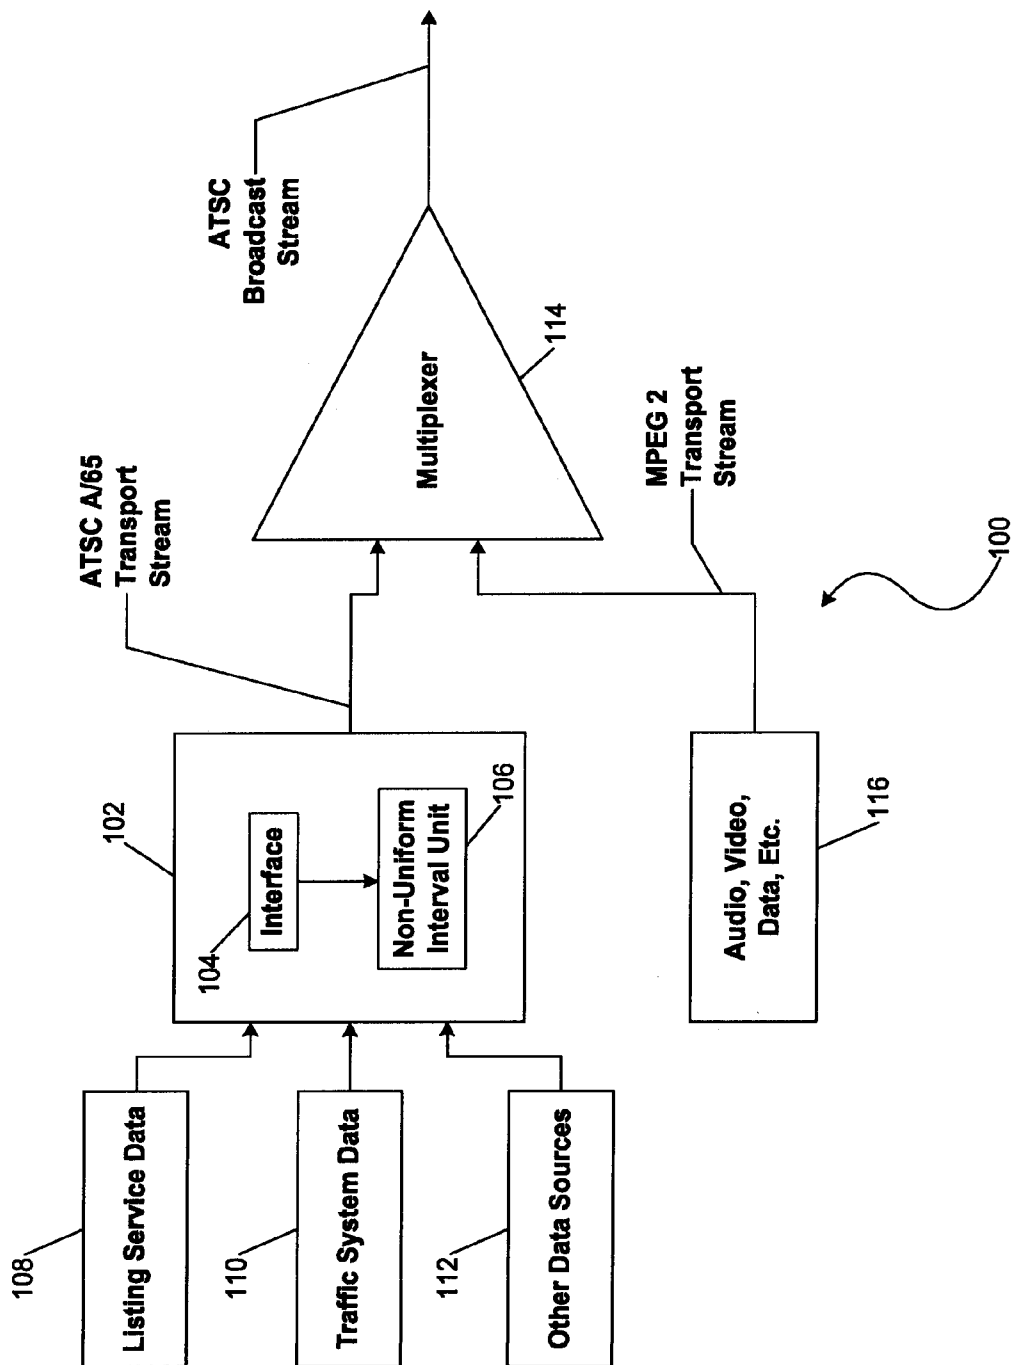 108
Listing Service Data
110
Traffic System Data
112
Other Data Sources
102
104
Interface
Non-Uniform
Interval Unit
106
ATSC A/65
Transport
Stream
Audio, Video,
Data, Etc.
116
MPEG 2
Transport
Stream
Multiplexer
114
ATSC
Broadcast
Stream
100